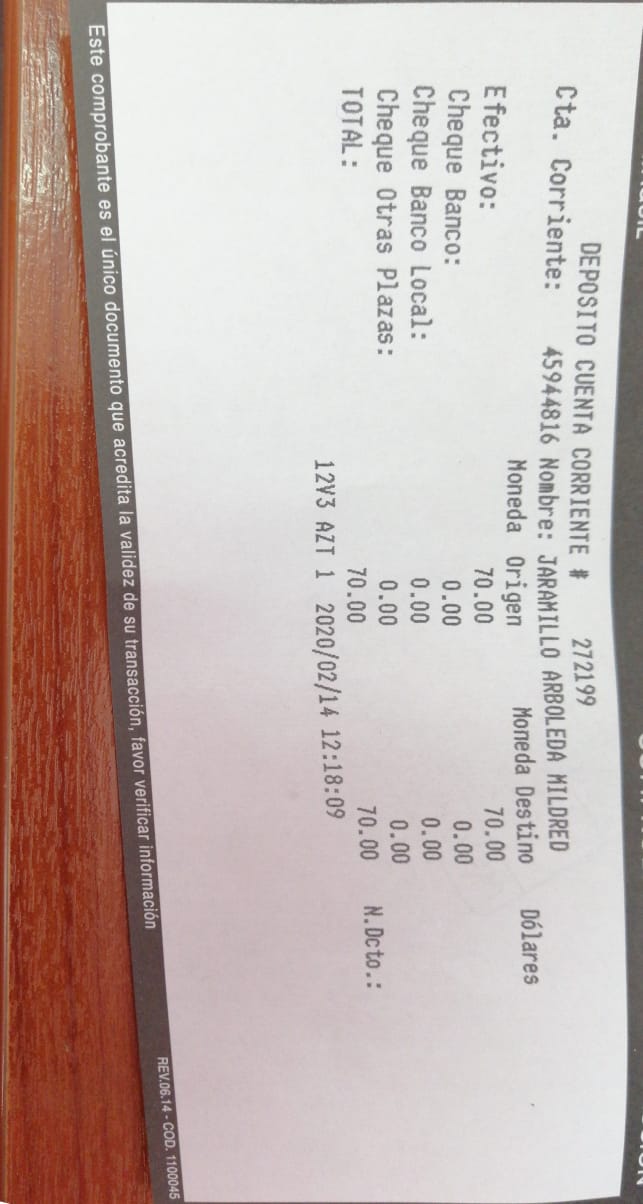 DEPOSITO CUENTA CORRIENTE # 272199
Cta. Corriente: 45944816 Nombre: JARAMILLO ARBOLEDA MILDRED
Moneda Origen Moneda Destino Dólares
Efectivo: 70.00 70.00
Cheque Banco: 0.00 0.00
Cheque Banco Local: 0.00 0.00
Cheque Otras Plazas: 0.00 0.00
TOTAL: 70.00 70.00 N.Dcto.:
12V3 AZT 1 2020/02/14 12:18:09
Este comprobante es el único documento que acredita la validez de su transacción, favor verificar información
REV.06.14 - COD. 1100045